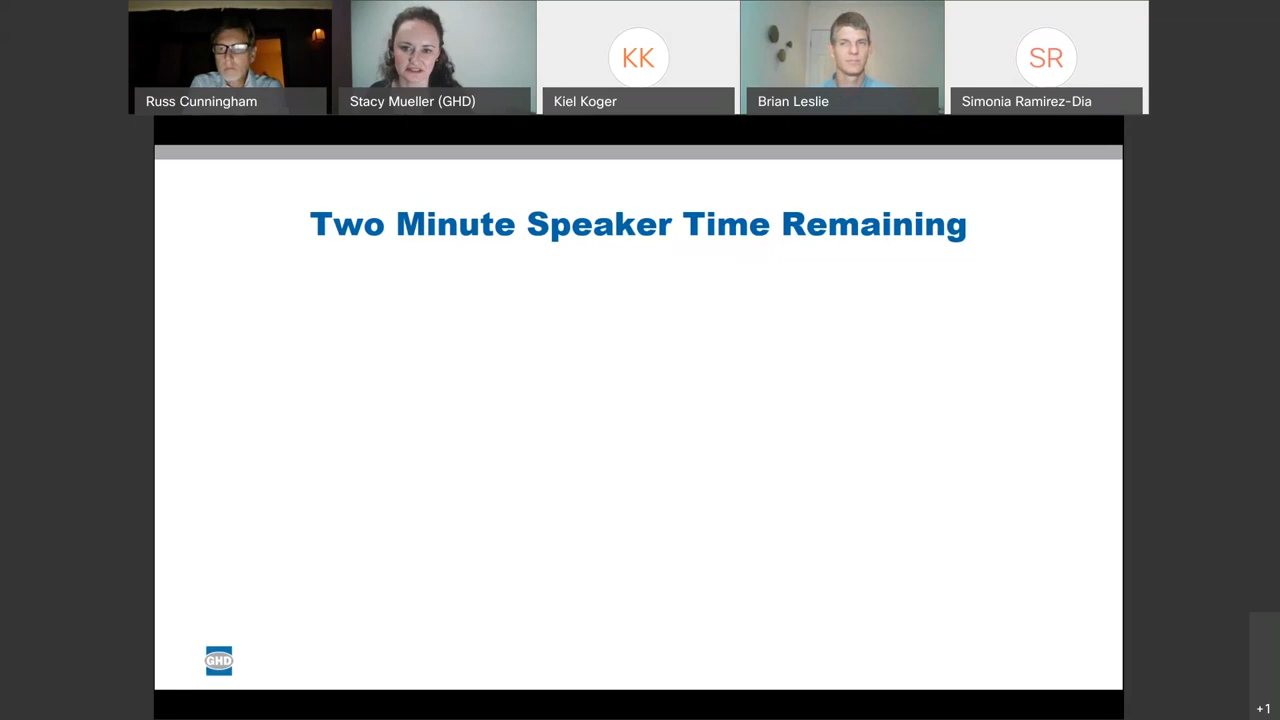 Russ Cunningham
Stacy Mueller (GHD)
KK
Kiel Koger
Brian Leslie
SR
Simonia Ramirez-Dia
Two Minute Speaker Time Remaining
GHD
+1